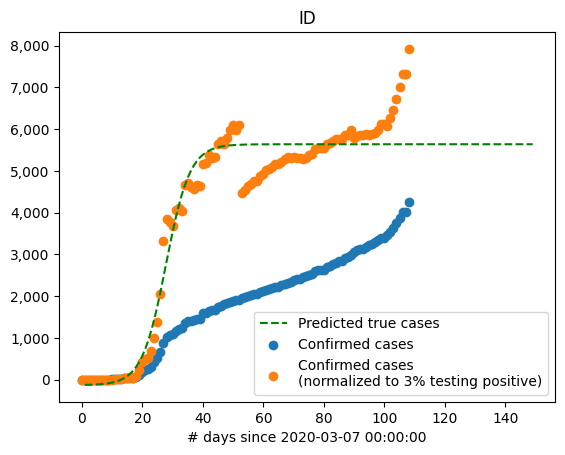 ID
8,000
7,000
6,000
5,000
4,000
3,000
2,000
1,000
0
Predicted true cases
Confirmed cases
Confirmed cases
(normalized to 3% testing positive)
0 20 40 60 80 100 120 140
# days since 2020-03-07 00:00:00